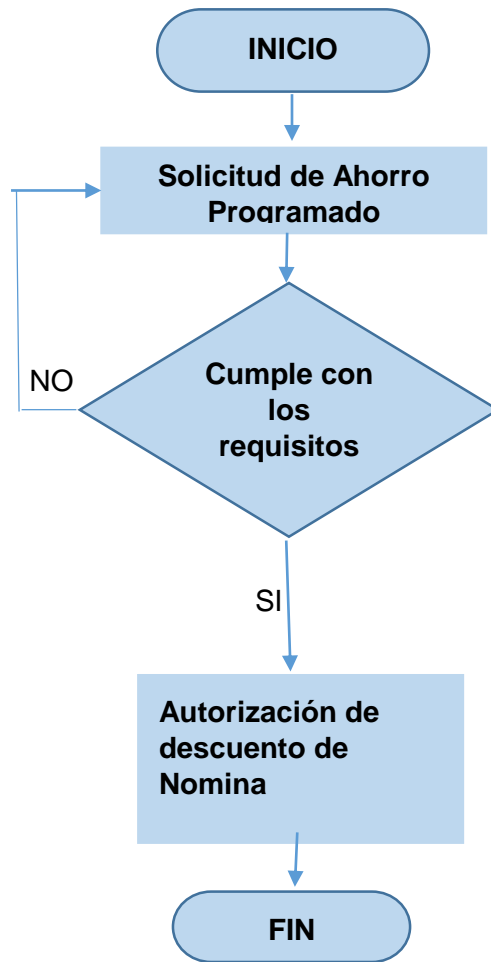 INICIO
Solicitud de Ahorro
Programado
Cumple con
los
requisitos
NO
SI
Autorización de
descuento de
Nomina
FIN